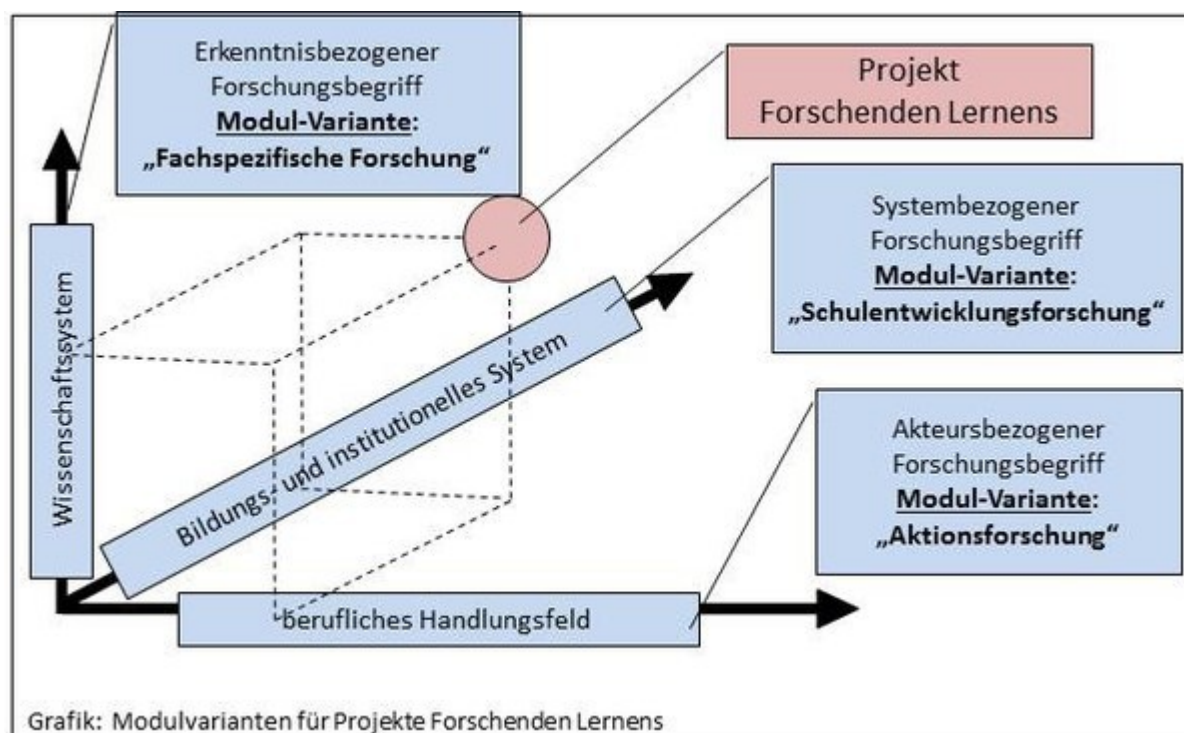 Erkenntnisbezogener
Forschungsbegriff
Modul-Variante:
„Fachspezifische Forschung“
Projekt
Forschenden Lernens
Systembezogener
Forschungsbegriff
Modul-Variante:
„Schulentwicklungsforschung“
Akteursbezogener
Forschungsbegriff
Modul-Variante:
„Aktionsforschung“
Wissenschaftssystem
Bildungs- und institutionelles System
berufliches Handlungsfeld
Grafik: Modulvarianten für Projekte Forschenden Lernens